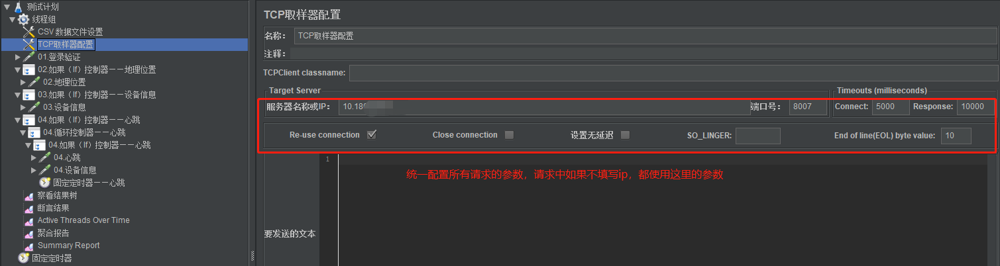 测试计划
线程组
CSV 数据文件设置
TCP取样器配置
01.登录验证
02.如果（If）控制器－－地理位置
02.地理位置
03.如果（If）控制器－－设备信息
03.设备信息
04.如果（If）控制器－－心跳
04.循环控制器－－心跳
04.如果（If）控制器－－心跳
04.心跳
04.设备信息
固定定时器－－心跳
察看结果树
断言结果
Active Threads Over Time
聚合报告
Summary Report
固定定时器
TCP取样器配置
名称： TCP取样器配置
注释：
TCPClient classname:
Target Server Timeouts (milliseconds)
服务器名称或IP： 端口号： 8007 Connect: 5000 Response: 10000
Re-use connection Close connection 设置无延迟 SO_LINGER: End of line(EOL) byte value: 10
1
统一配置所有请求的参数，请求中如果不填写ip，都使用这里的参数
要发送的文本